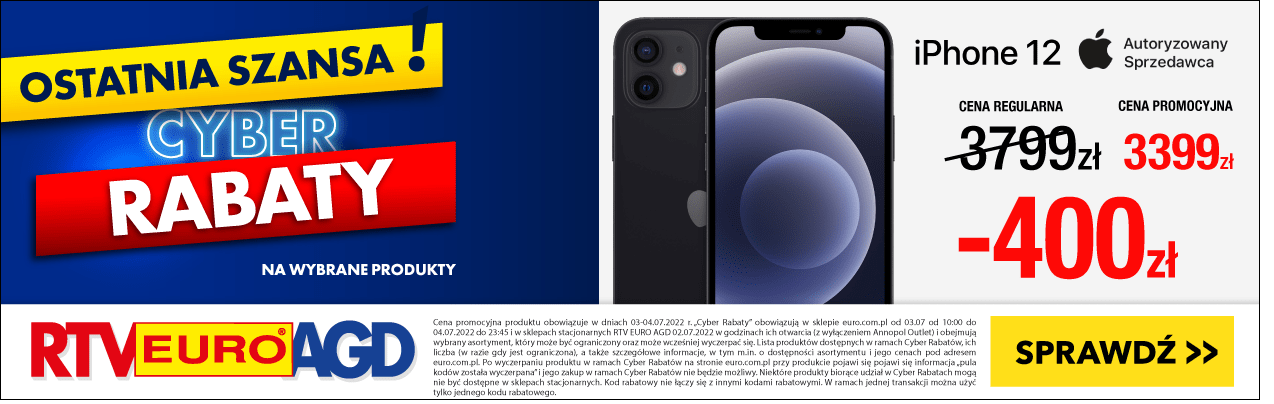 OSTATNIA SZANSA!
CYBER
RABATY
NA WYBRANE PRODUKTY
iPhone 12
Autoryzowany
Sprzedawca
CENA REGULARNA
3799zł
CENA PROMOCYJNA
3399zł
-400zł
RTV EURO® AGD
Cena promocyjna produktu obowiązuje w dniach 03-04.07.2022 r. „Cyber Rabaty” obowiązują w sklepie euro.com.pl od 03.07 od 10:00 do
04.07.2022 do 23:45 i w sklepach stacjonarnych RTV EURO AGD 02.07.2022 w godzinach ich otwarcia (z wyłączeniem Annopol Outlet) i obejmują
wybrany asortyment, który może być ograniczony oraz może wcześniej wyczerpać się. Lista produktów dostępnych w ramach Cyber Rabatów, ich
liczba (w razie gdy jest ograniczona), a także szczegółowe informacje, w tym m.in. o dostępności asortymentu i jego cenach pod adresem
euro.com.pl. Po wyczerpaniu produktu w ramach Cyber Rabatów na stronie euro.com.pl przy produkcie pojawi się pojawi się informacja „pula
kodów została wyczerpana” i jego zakup w ramach Cyber Rabatów nie będzie możliwy. Niektóre produkty biorące udział w Cyber Rabatach mogą
nie być dostępne w sklepach stacjonarnych. Kod rabatowy nie łączy się z innymi kodami rabatowymi. W ramach jednej transakcji można użyć
tylko jednego kodu rabatowego.
SPRAWDŹ >>